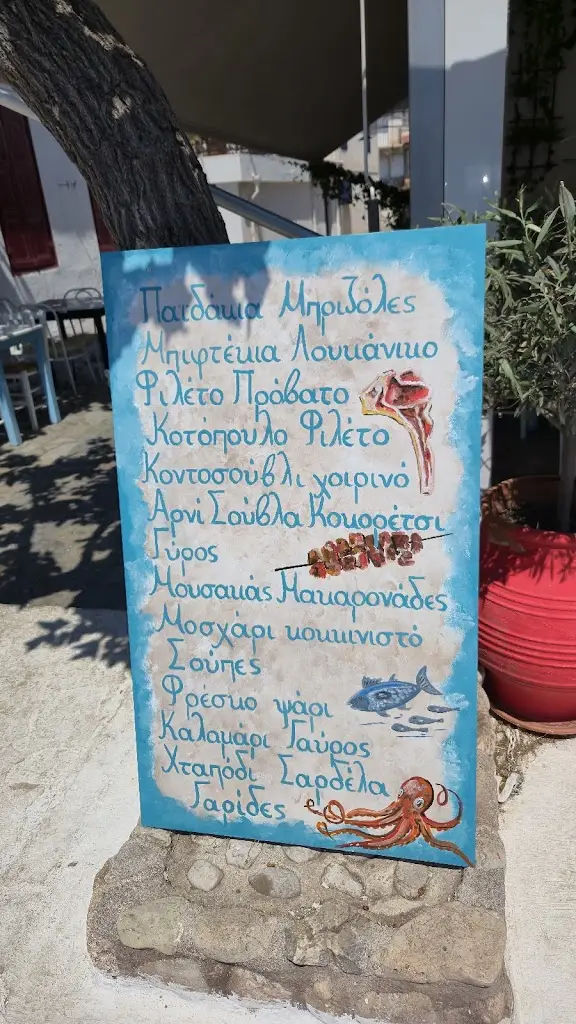 Παϊδάκια Μπριζόλες
Μπιφτέκια Λουκάνικο
Φιλέτο Πρόβατο
Κοτόπουλο Φιλέτο
Κοντοσούβλι χοιρινό
Αρνί Σούβλα Κοκορέτσι
Γύρος
Μουσακάς Μακαρονάδες
Μοσχάρι κοκκινιστό
Σούπες
Φρέσκο ψάρι
Καλαμάρι Γαύρος
Χταπόδι Σαρδέλα
Γαρίδες